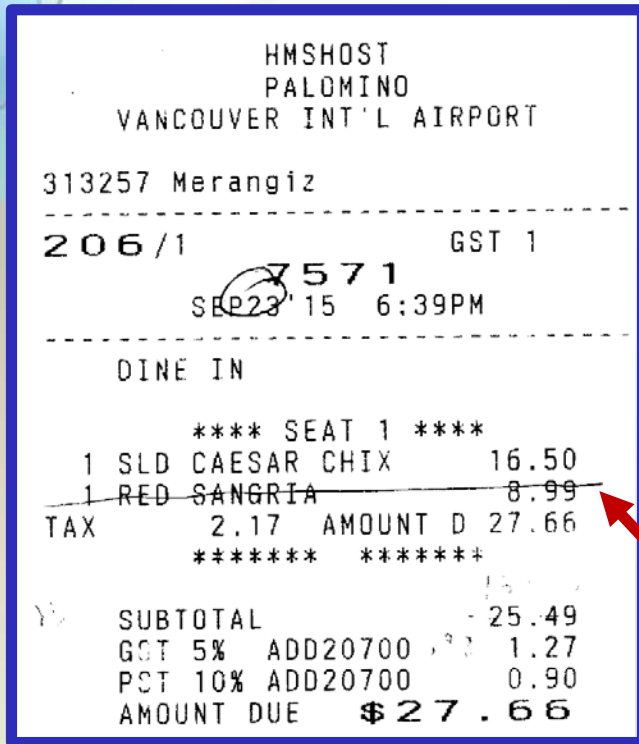 HMSHOST
PALOMINO
VANCOUVER INT'L AIRPORT
313257 Merangiz
206/1 GST 1
7571
SEP23'15 6:39PM
DINE IN
**** SEAT 1 ****
1 SLD CAESAR CHIX 16.50
1 RED SANGRIA 8.99
TAX 2.17 AMOUNT D 27.66
******* *******
SUBTOTAL 25.49
GST 5% ADD20700 1.27
PST 10% ADD20700 0.90
AMOUNT DUE $27.66